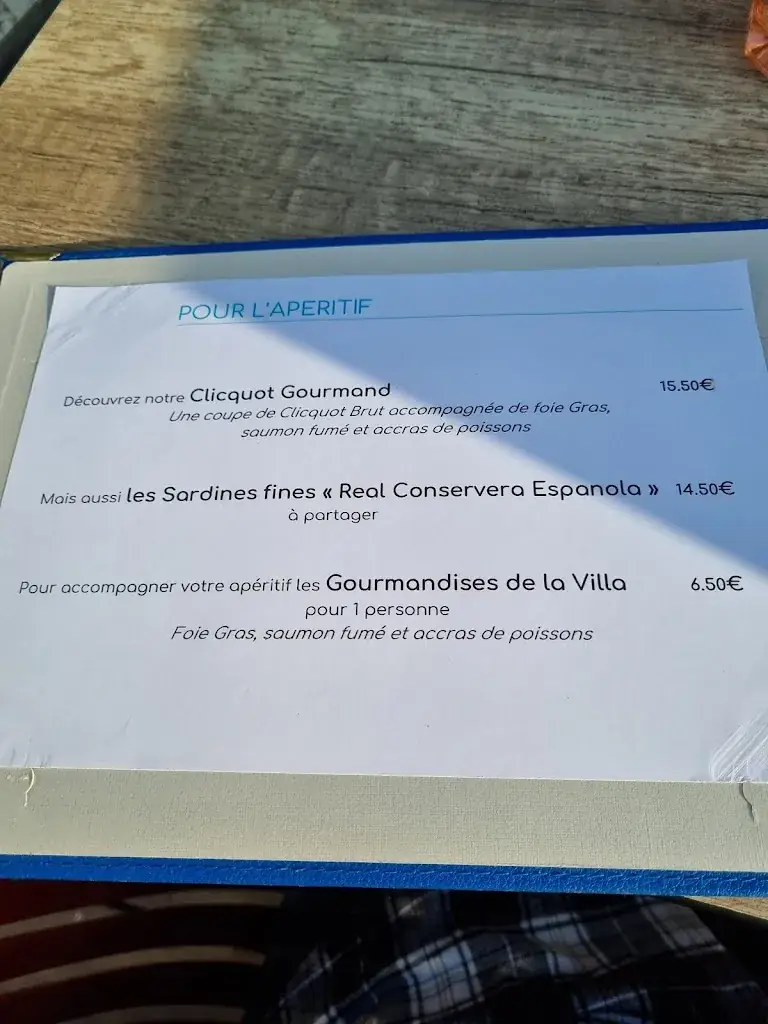 POUR L'APERITIF
Découvrez notre Clicquot Gourmand 15.50€
Une coupe de Clicquot Brut accompagnée de foie Gras,
saumon fumé et accras de poissons
Mais aussi les Sardines fines « Real Conservera Espanola » 14.50€
à partager
Pour accompagner votre apéritif les Gourmandises de la Villa 6.50€
pour 1 personne
Foie Gras, saumon fumé et accras de poissons